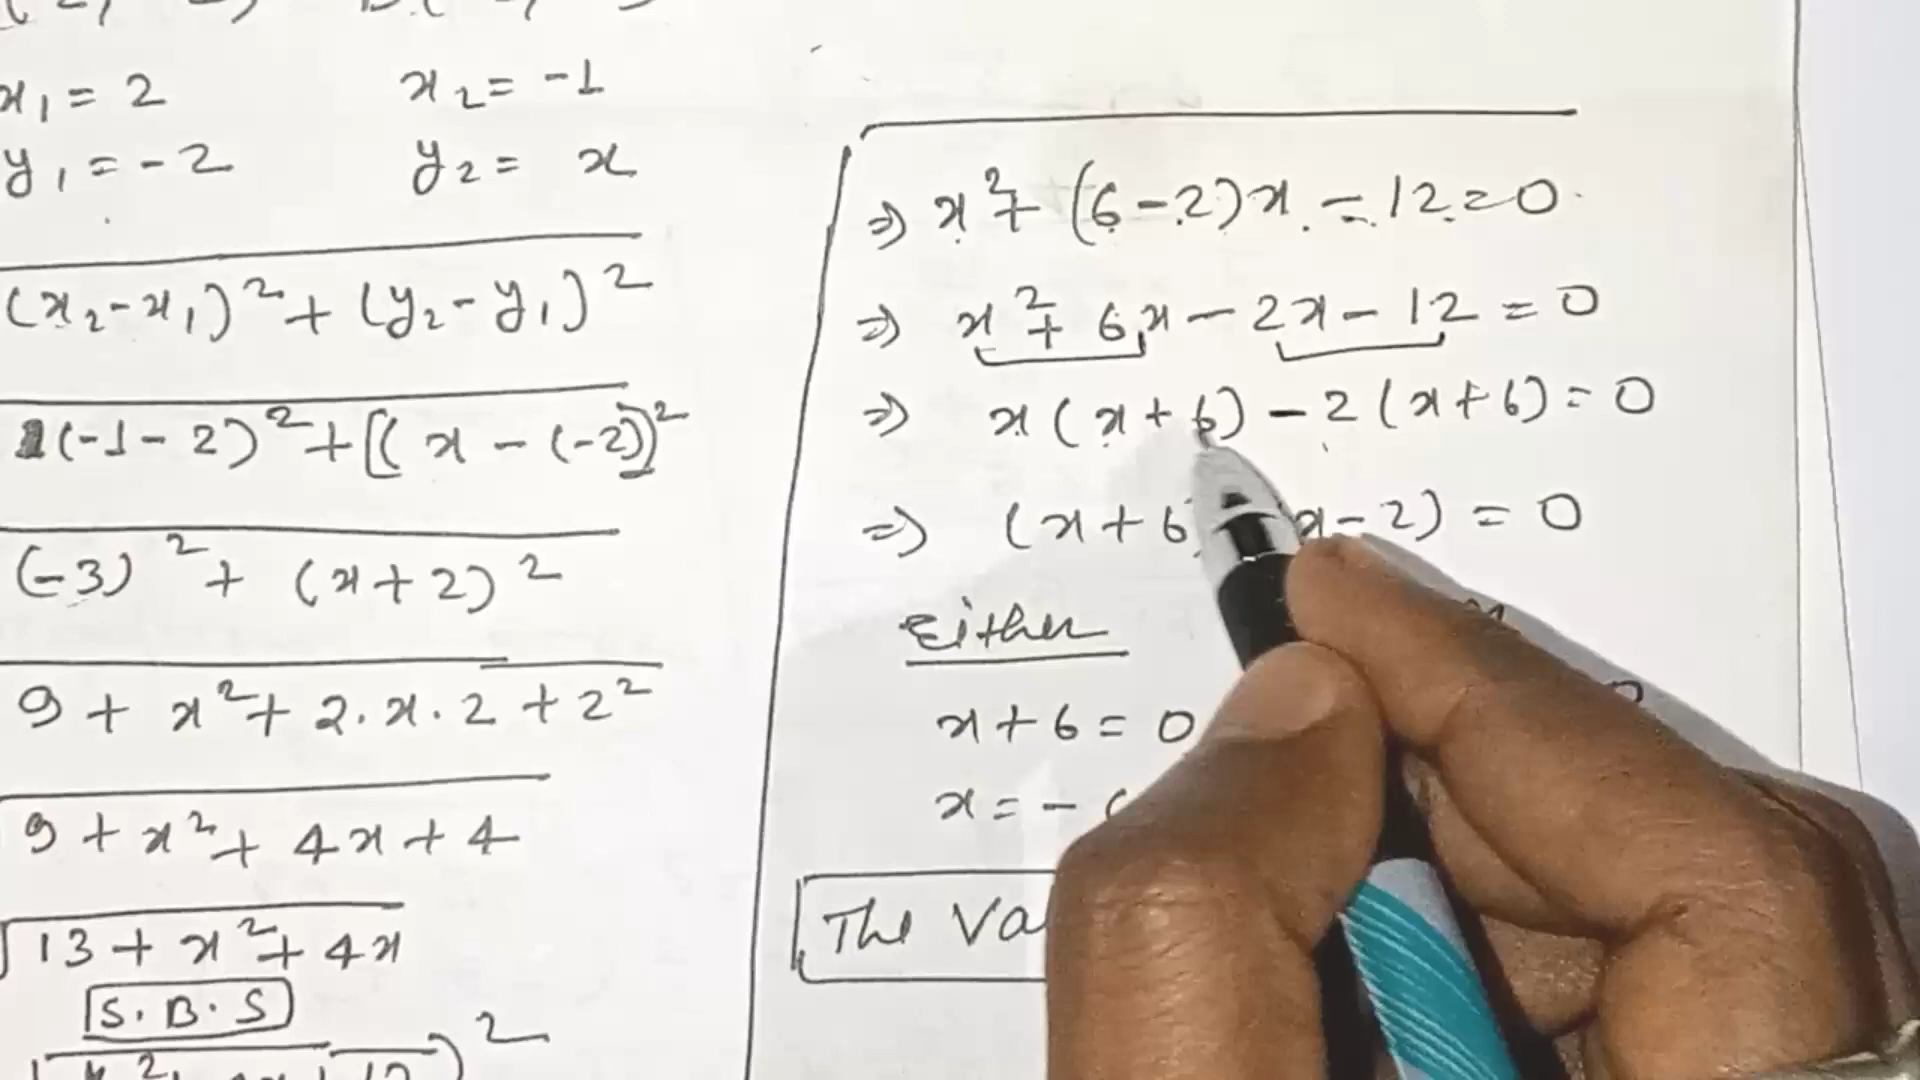 x₁ = 2 x₂ = -1
y₁ = -2 y₂ = x
(x₂-x₁)² + (y₂-y₁)²
(-1-2)² + [(x-(-2)]²
(-3)² + (x+2)²
9 + x² + 2.x.2 + 2²
9 + x² + 4x + 4
√13 + x² + 4x
S.B.S
⇒ x² + (6-2)x - 12 = 0
⇒ x² + 6x - 2x - 12 = 0
⇒ x(x+6) - 2(x+6) = 0
⇒ (x+6) x-2) = 0
Either
x + 6 = 0
x = -
The